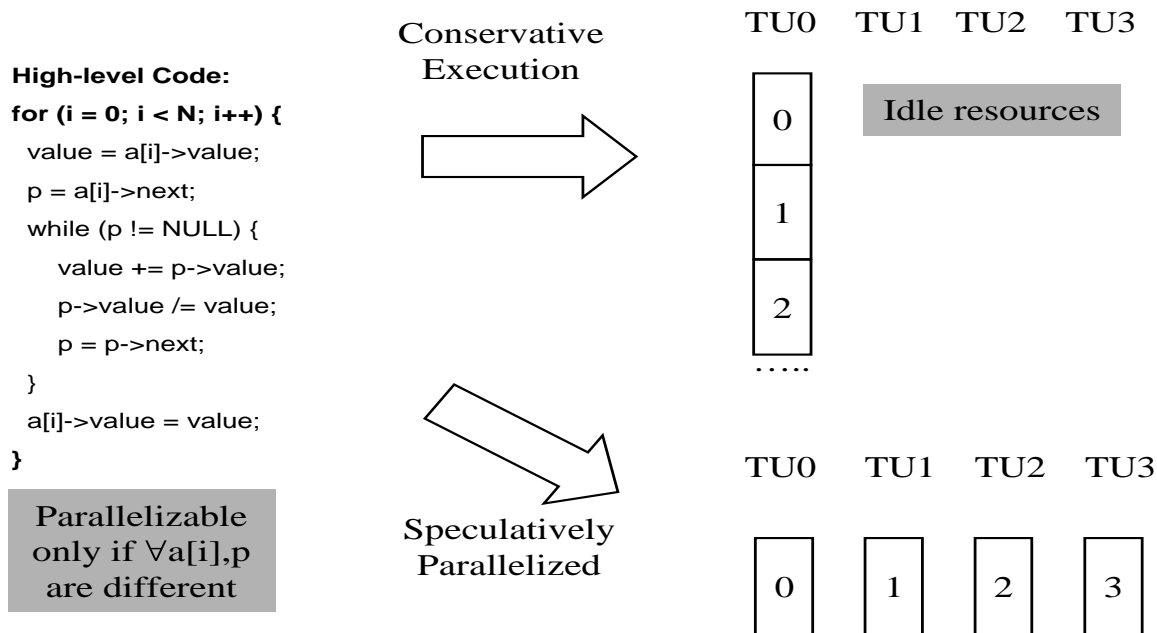 High-level Code:
for (i = 0; i < N; i++) {
value = a[i]->value;
p = a[i]->next;
while (p != NULL) {
value += p->value;
p->value /= value;
p = p->next;
}
a[i]->value = value;
}
Parallelizable
only if ∀a[i],p
are different
Conservative
Execution
TU0 TU1 TU2 TU3
Idle resources
0
1
2
.....
Speculatively
Parallelized
TU0 TU1 TU2 TU3
0 1 2 3